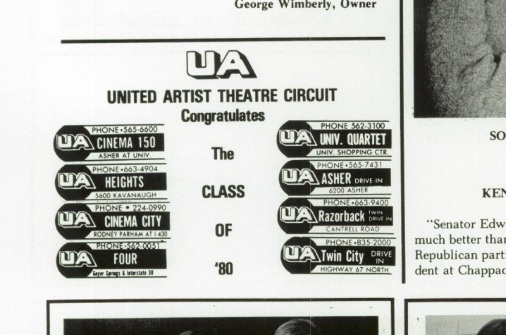 George Wimberly, Owner
UA
UNITED ARTIST THEATRE CIRCUIT
Congratulates
The
CLASS
OF
'80
PHONE•565-6600
UA CINEMA 150
ASHER AT UNIV.
PHONE•663-4904
UA HEIGHTS
5600 KAVANAUGH
PHONE • 224-0990
UA CINEMA CITY
RODNEY PARHAM AT I-430
PHONE-562-0031
UA FOUR
Geyer Springs & Interstate 30
PHONE 562-3100
UA UNIV. QUARTET
UNIV. SHOPPING CTR.
PHONE•565-7431
UA ASHER DRIVE-IN
6200 ASHER
PHONE•663-9400
UA Razorback TWIN DRIVE IN
CANTRELL ROAD
PHONE•835-2000
UA Twin City DRIVE IN
HIGHWAY 67 NORTH
SO
KEN
"Senator Edw
much better than
Republican parti
dent at Chappac